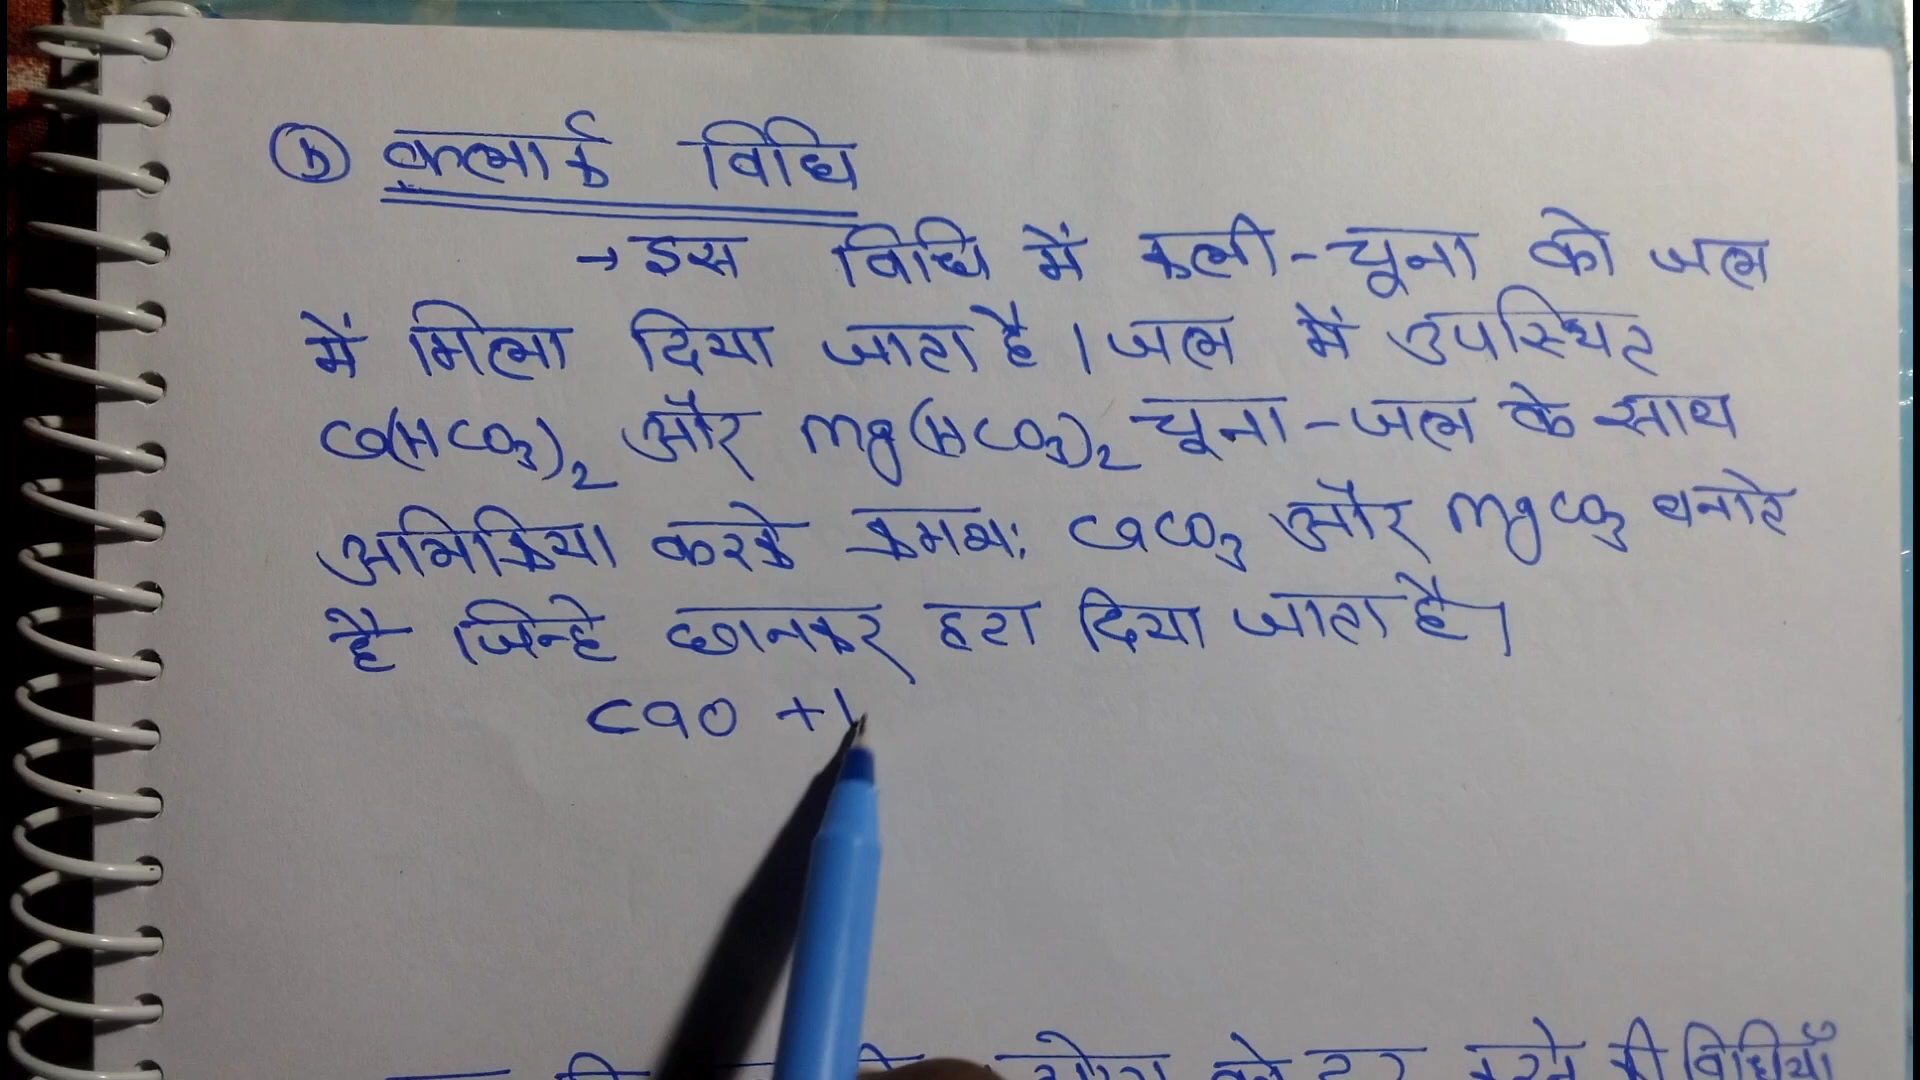 (b) क्लार्क विधि
→ इस विधि में कली-चूना को जल
में मिला दिया जाता है। जल में उपस्थित
Ca(HCO3)2 और Mg(HCO3)2 चूना-जल के साथ
अभिक्रिया करके क्रमशः CaCO3 और MgCO3 बनाते
है जिन्हे छानकर हटा दिया जाता है।
CaO +
को दूर करने की विधियाँ